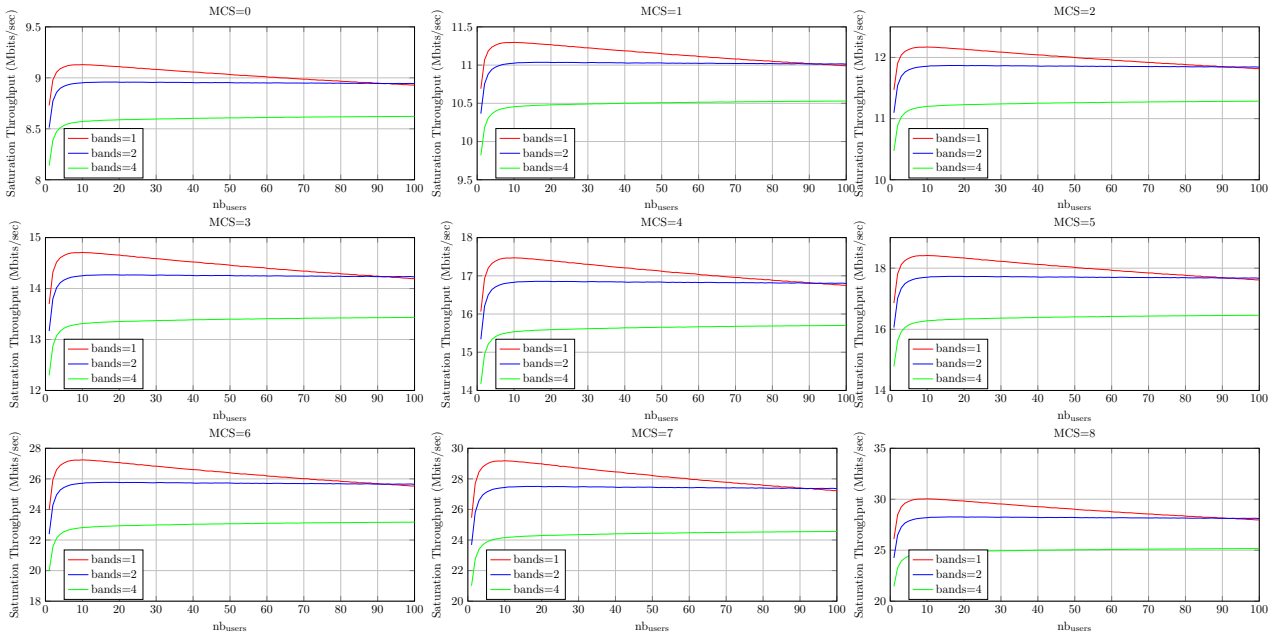 MCS=0
Saturation Throughput (Mbits/sec)
9.5
9
8.5
8
bands=1
bands=2
bands=4
0 10 20 30 40 50 60 70 80 90 100
nb_users
MCS=1
Saturation Throughput (Mbits/sec)
11.5
11
10.5
10
9.5
bands=1
bands=2
bands=4
0 10 20 30 40 50 60 70 80 90 100
nb_users
MCS=2
Saturation Throughput (Mbits/sec)
12
11
10
bands=1
bands=2
bands=4
0 10 20 30 40 50 60 70 80 90 100
nb_users
MCS=3
Saturation Throughput (Mbits/sec)
15
14
13
12
bands=1
bands=2
bands=4
0 10 20 30 40 50 60 70 80 90 100
nb_users
MCS=4
Saturation Throughput (Mbits/sec)
18
17
16
15
14
bands=1
bands=2
bands=4
0 10 20 30 40 50 60 70 80 90 100
nb_users
MCS=5
Saturation Throughput (Mbits/sec)
18
16
14
bands=1
bands=2
bands=4
0 10 20 30 40 50 60 70 80 90 100
nb_users
MCS=6
Saturation Throughput (Mbits/sec)
28
26
24
22
20
18
bands=1
bands=2
bands=4
0 10 20 30 40 50 60 70 80 90 100
nb_users
MCS=7
Saturation Throughput (Mbits/sec)
30
28
26
24
22
20
bands=1
bands=2
bands=4
0 10 20 30 40 50 60 70 80 90 100
nb_users
MCS=8
Saturation Throughput (Mbits/sec)
35
30
25
20
bands=1
bands=2
bands=4
0 10 20 30 40 50 60 70 80 90 100
nb_users